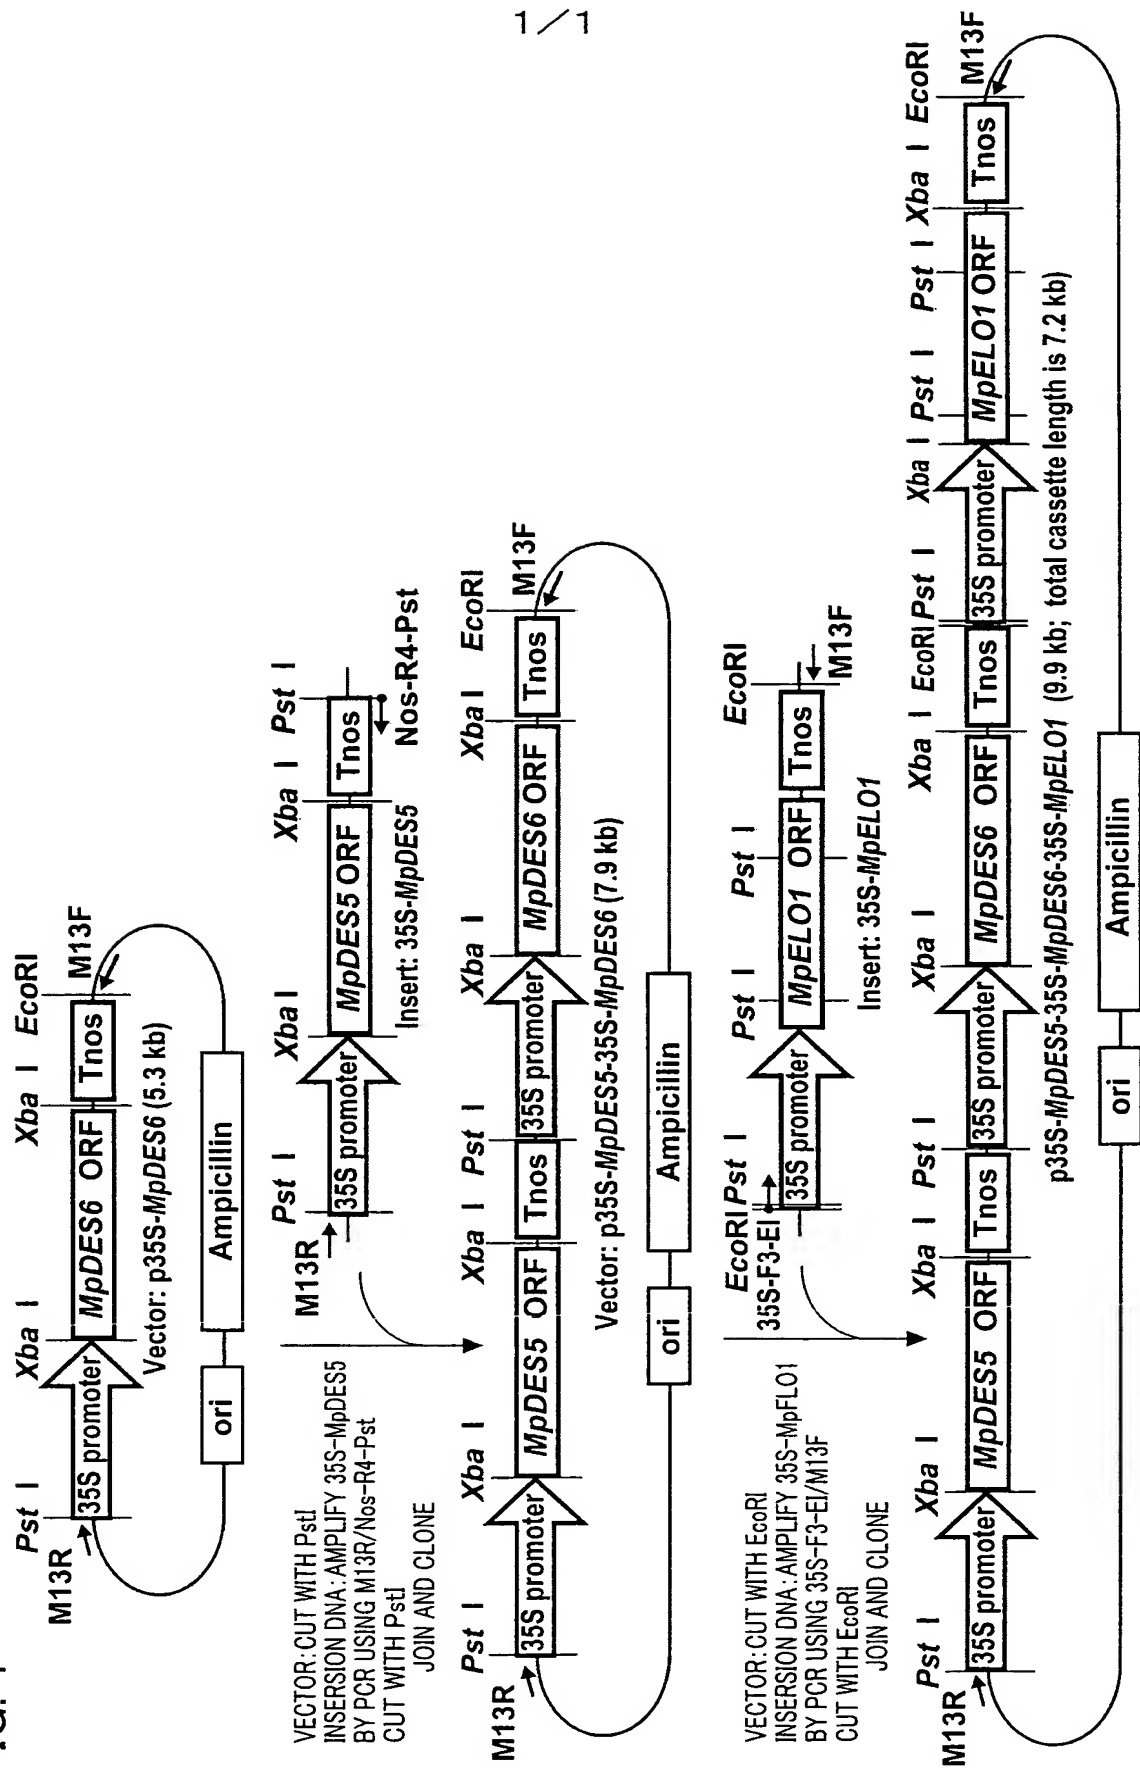 1／1
Pst I
Xba I
Xba I
EcoRI
M13R
35S promoter
MpDES6 ORF
Tnos
M13F
Vector: p35S-MpDES6 (5.3 kb)
ori
Ampicillin
VECTOR: CUT WITH PstI
INSERSION DNA: AMPLIFY 35S-MpDES5
BY PCR USING M13R/Nos-R4-Pst
CUT WITH PstI
JOIN AND CLONE
M13R
Pst I
XbaI
Xba I
Pst I
35S promoter
MpDES5 ORF
Tnos
Insert: 35S-MpDES5
Nos-R4-Pst
M13R
Pst I
Xba I
Xba I
Pst I
Xba I
Xba I
EcoRI
35S promoter
MpDES5 ORF
Tnos
35S promoter
MpDES6 ORF
Tnos
M13F
Vector: p35S-MpDES5-35S-MpDES6 (7.9 kb)
ori
Ampicillin
VECTOR: CUT WITH EcoRI
INSERSION DNA: AMPLIFY 35S-MpFLO1
BY PCR USING 35S-F3-EI/M13F
CUT WITH EcoRI
JOIN AND CLONE
EcoRI
Pst I
Pst I
Pst I
EcoRI
35S-F3-EI
35S promoter
MpELO1 ORF
Tnos
M13F
Insert: 35S-MpELO1
M13R
Pst I
Xba I
Xba I
Pst I
Xba I
Xba I
EcoRI
Pst I
Xba I
Pst I
Pst I
Xba I
EcoRI
35S promoter
MpDES5 ORF
Tnos
35S promoter
MpDES6 ORF
Tnos
35S promoter
MpELO1 ORF
Tnos
M13F
p35S-MpDES5-35S-MpDES6-35S-MpELO1 (9.9 kb; total cassette length is 7.2 kb)
ori
Ampicillin